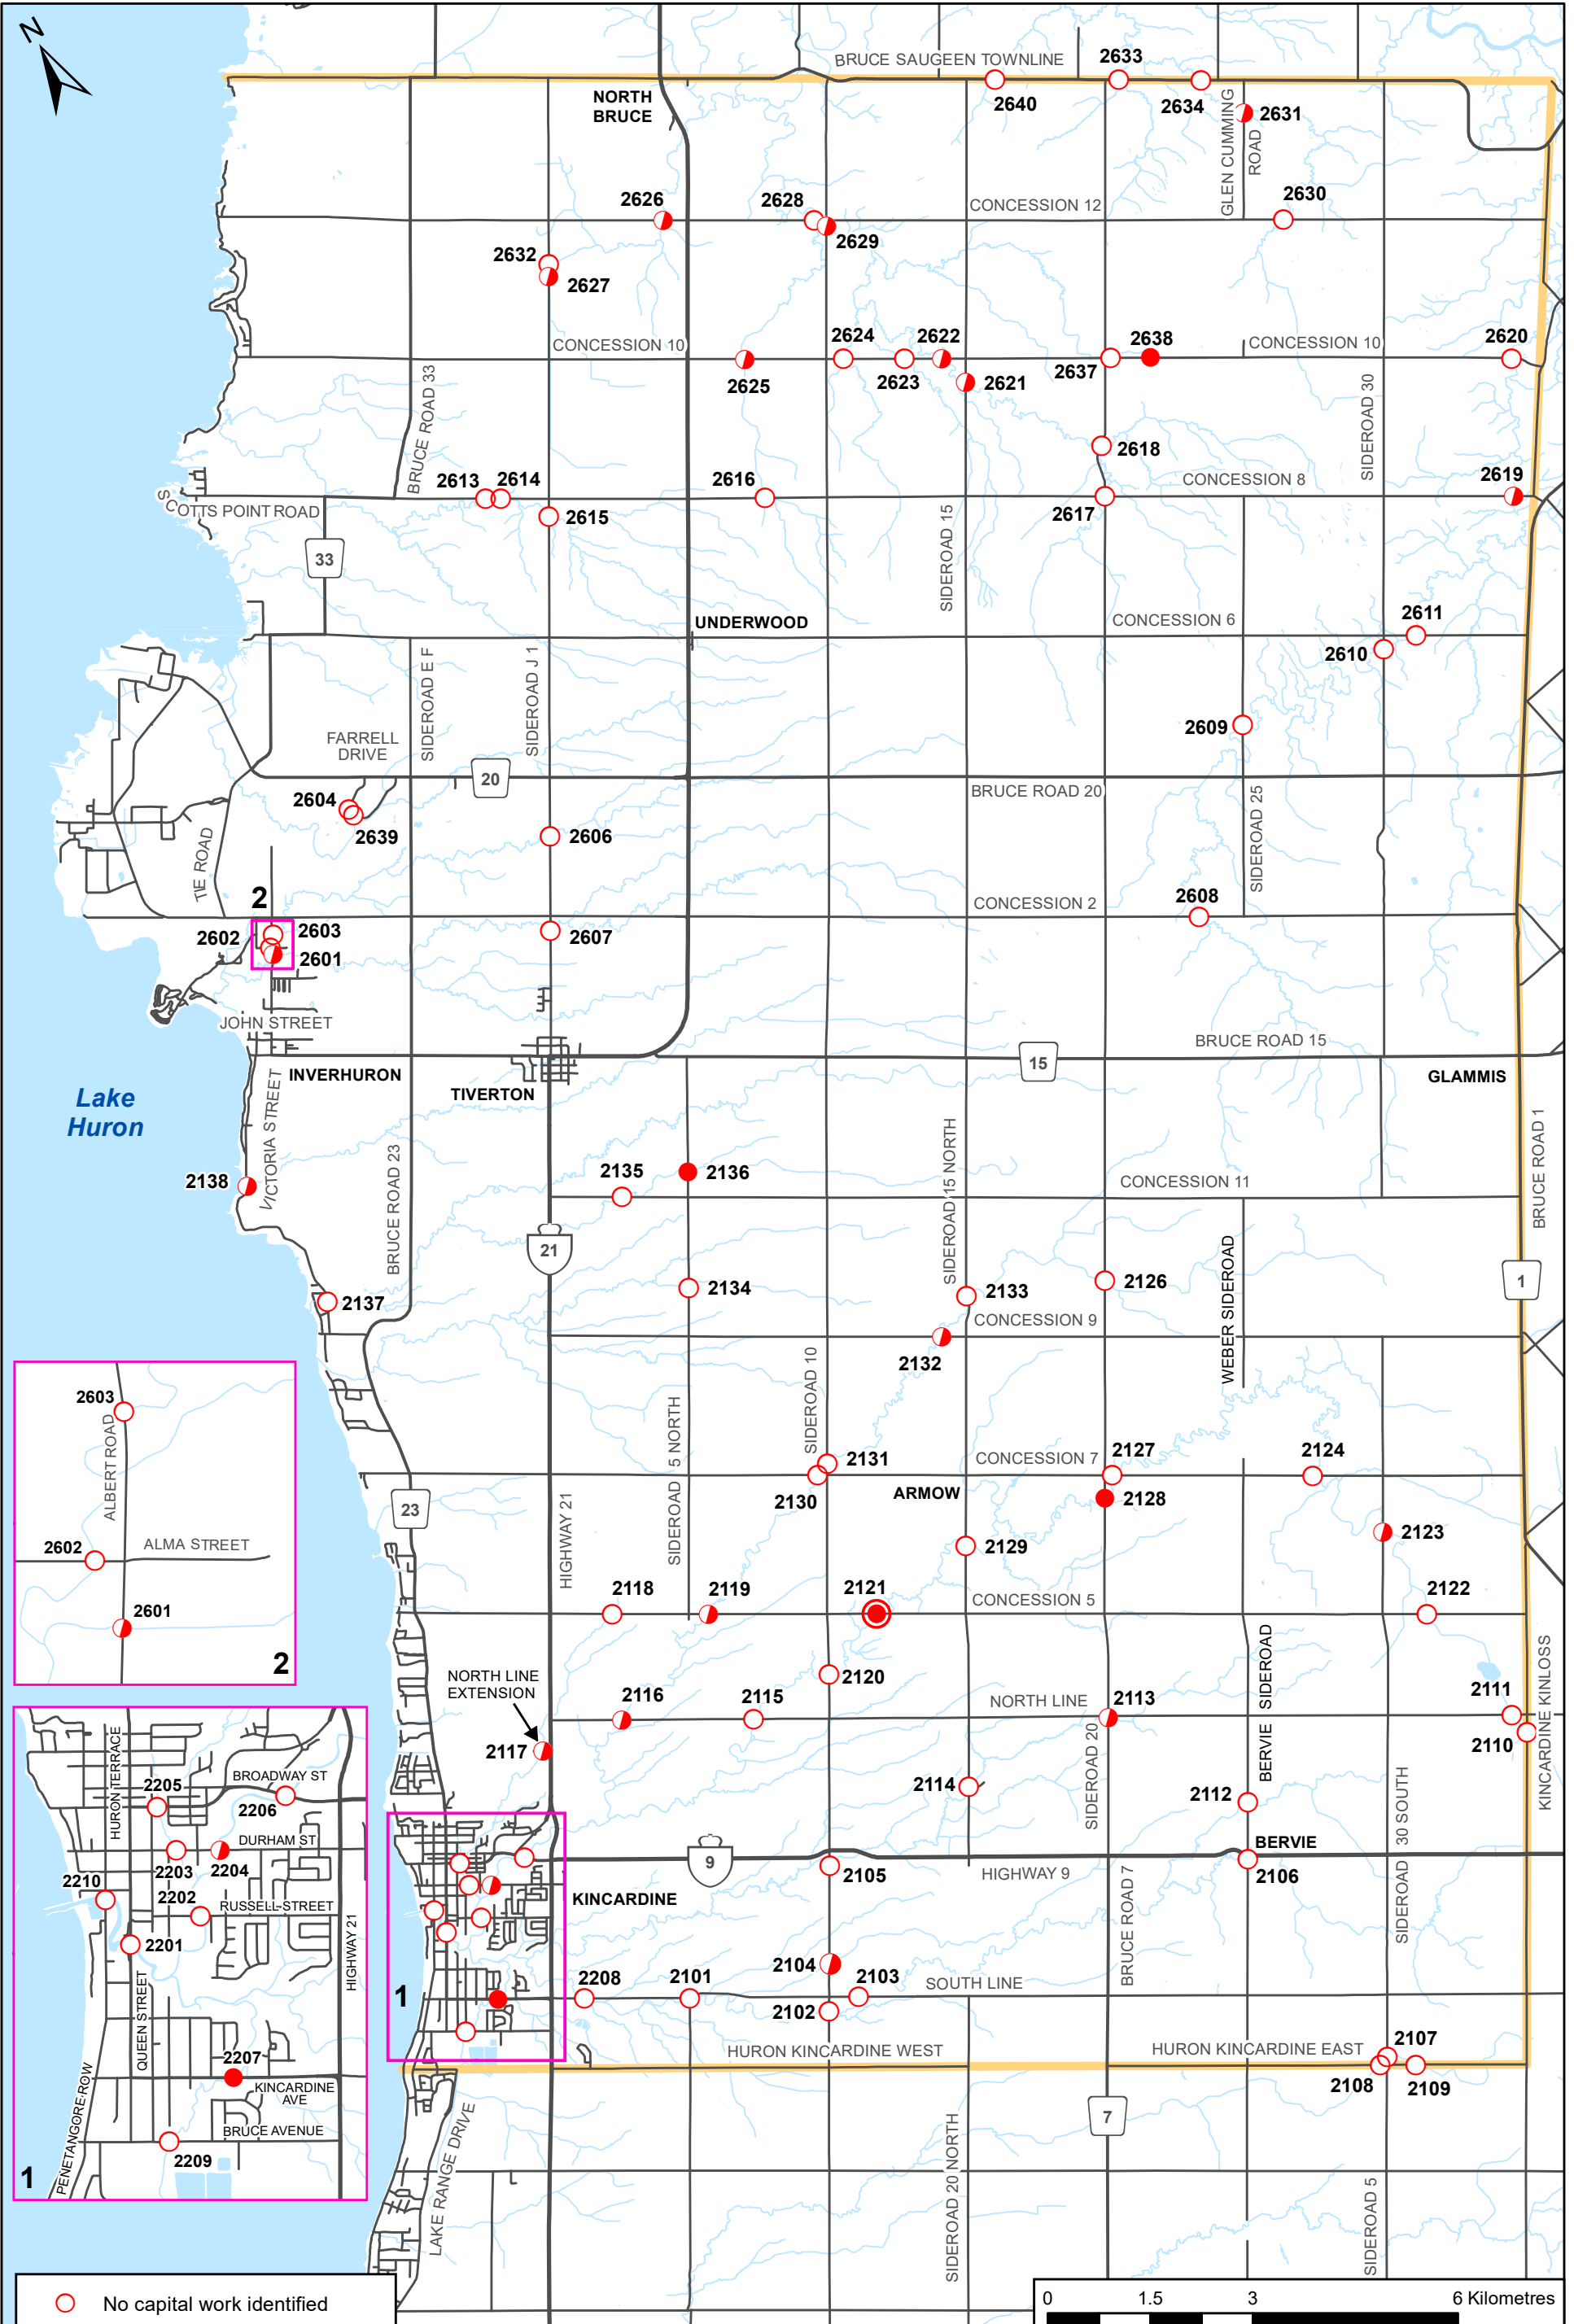 N
BRUCE SAUGEEN TOWNLINE
2633
NORTH
BRUCE
2640
2634
GLEN CUMMING
ROAD
2631
2626
2628
CONCESSION 12
2630
2629
2632
2627
CONCESSION 10
2624
2622
2638
CONCESSION 10
2620
2625
2623
2621
2637
BRUCE ROAD 33
SIDEROAD 30
2618
2613
2614
2616
CONCESSION 8
2619
SCOTTS POINT ROAD
2615
2617
SIDEROAD 15
33
UNDERWOOD
CONCESSION 6
2611
2610
SIDEROAD E F
SIDEROAD J 1
2609
FARRELL
DRIVE
20
BRUCE ROAD 20
2604
2639
2606
SIDEROAD 25
TIE ROAD
2
CONCESSION 2
2608
2602
2603
2601
2607
JOHN STREET
BRUCE ROAD 15
15
INVERHURON
TIVERTON
GLAMMIS
Lake
Huron
VICTORIA STREET
BRUCE ROAD 23
SIDEROAD 15 NORTH
BRUCE ROAD 1
2138
2135
2136
CONCESSION 11
21
WEBER SIDEROAD
1
2137
2134
2133
2126
CONCESSION 9
2132
SIDEROAD 10
2603
ALBERT ROAD
SIDEROAD 5 NORTH
2131
CONCESSION 7
2127
2124
2130
ARMOW
2128
23
HIGHWAY 21
2123
2602
ALMA STREET
2129
2118
2119
2121
CONCESSION 5
2122
2601
2
BERVIE SIDEROAD
KINCARDINE KINLOSS
NORTH LINE
EXTENSION
2120
2116
2115
NORTH LINE
2113
2111
2117
2110
SIDEROAD 20
2114
2112
SIDEROAD 30 SOUTH
HURON TERRACE
2205
BROADWAY ST
2206
DURHAM ST
2203
2204
2210
2202
RUSSELL STREET
2201
HIGHWAY 21
QUEEN STREET
2207
KINCARDINE
AVE
BRUCE AVENUE
2209
PENETANGORE ROW
1
9
BERVIE
2105
HIGHWAY 9
2106
KINCARDINE
BRUCE ROAD 7
2104
1
2208
2101
2103
SOUTH LINE
2102
HURON KINCARDINE WEST
HURON KINCARDINE EAST
2107
2108
2109
7
LAKE RANGE DRIVE
SIDEROAD 20 NORTH
SIDEROAD 5
No capital work identified
0 1.5 3 6 Kilometres